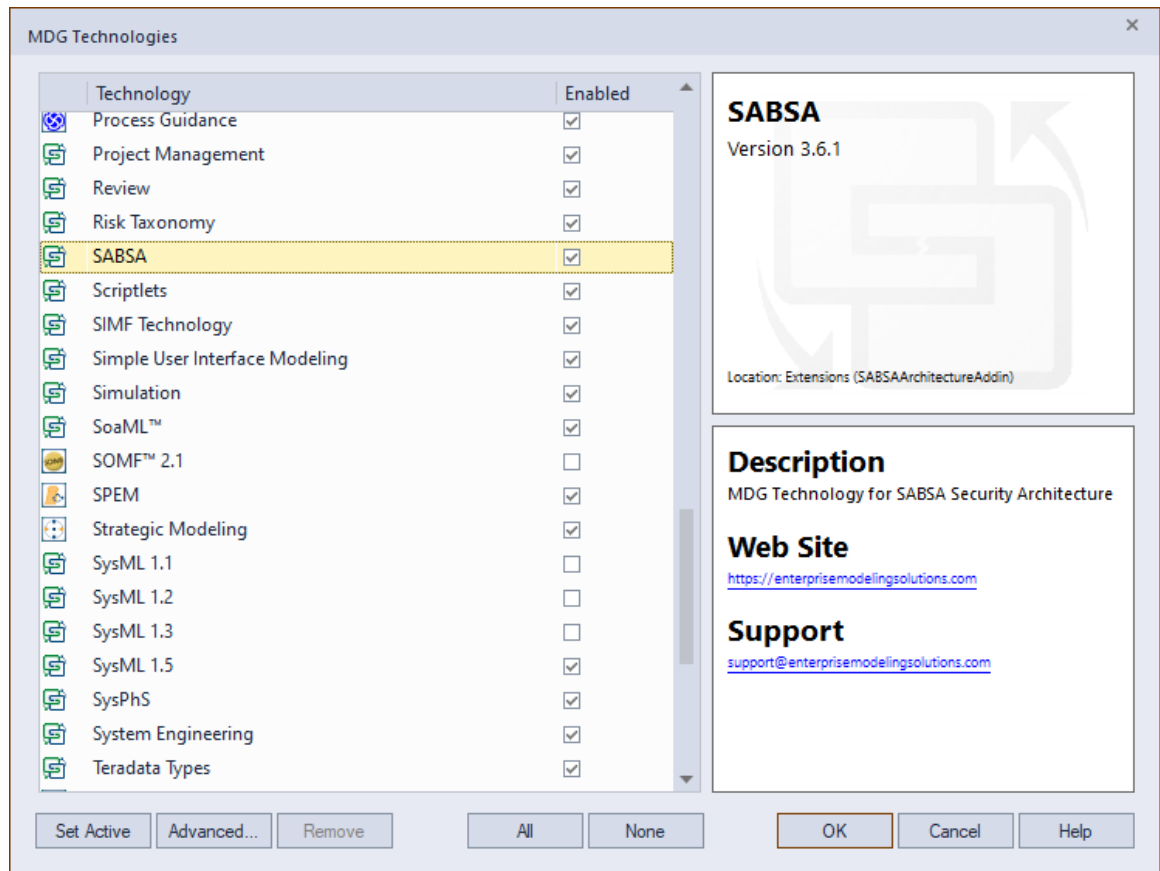 MDG Technologies
Technology Enabled
Process Guidance
Project Management
Review
Risk Taxonomy
SABSA
Scriptlets
SIMF Technology
Simple User Interface Modeling
Simulation
SoaML™
SOMF™ 2.1
SPEM
Strategic Modeling
SysML 1.1
SysML 1.2
SysML 1.3
SysML 1.5
SysPhS
System Engineering
Teradata Types
SABSA
Version 3.6.1
Location: Extensions (SABSAArchitectureAddin)
Description
MDG Technology for SABSA Security Architecture
Web Site
https://enterprisemodelingsolutions.com
Support
support@enterprisemodelingsolutions.com
Set Active Advanced... Remove All None OK Cancel Help